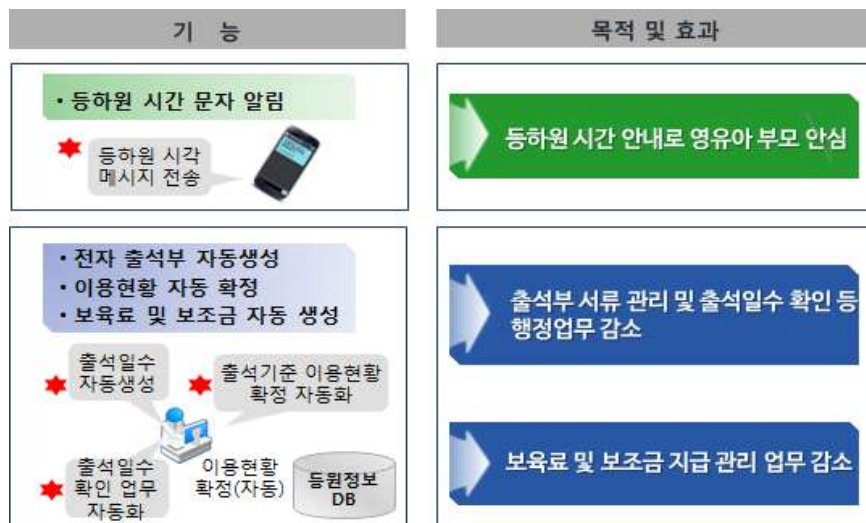 기 능
목적 및 효과
• 등하원 시간 문자 알림
등하원 시각
메시지 전송
등하원 시간 안내로 영유아 부모 안심
• 전자 출석부 자동생성
• 이용현황 자동 확정
• 보육료 및 보조금 자동 생성
출석일수
자동생성
출석기준 이용현황
확정 자동화
출석일수
확인 업무
자동화
이용현황
확정(자동)
등원정보
DB
출석부 서류 관리 및 출석일수 확인 등
행정업무 감소
보육료 및 보조금 지급 관리 업무 감소